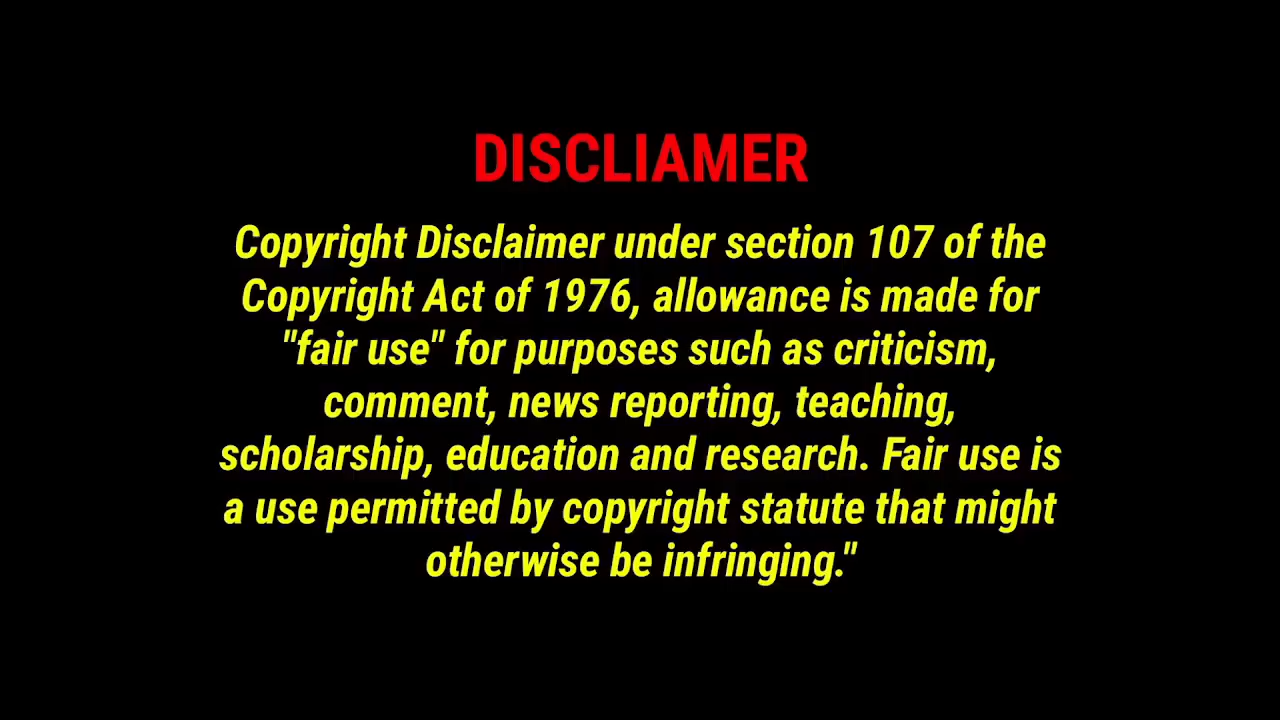 DISCLIAMER
Copyright Disclaimer under section 107 of the
Copyright Act of 1976, allowance is made for
"fair use" for purposes such as criticism,
comment, news reporting, teaching,
scholarship, education and research. Fair use is
a use permitted by copyright statute that might
otherwise be infringing."